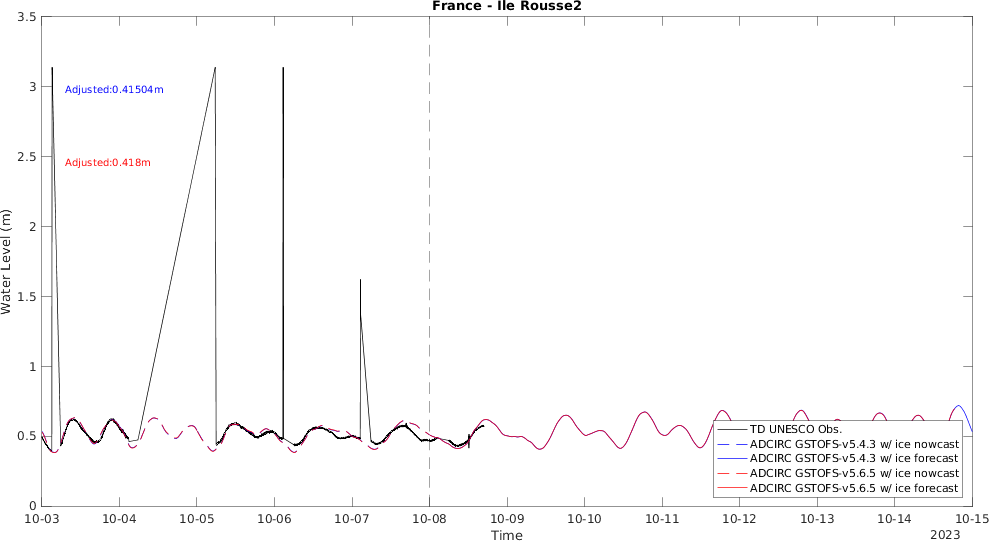 France - Ile Rousse2
3.5
3
2.5
2
1.5
1
0.5
0
Water Level (m)
Adjusted:0.41504m
Adjusted:0.418m
TD UNESCO Obs.
ADCIRC GSTOFS-v5.4.3 w/ ice nowcast
ADCIRC GSTOFS-v5.4.3 w/ ice forecast
ADCIRC GSTOFS-v5.6.5 w/ ice nowcast
ADCIRC GSTOFS-v5.6.5 w/ ice forecast
10-03 10-04 10-05 10-06 10-07 10-08 10-09 10-10 10-11 10-12 10-13 10-14 10-15
Time
2023